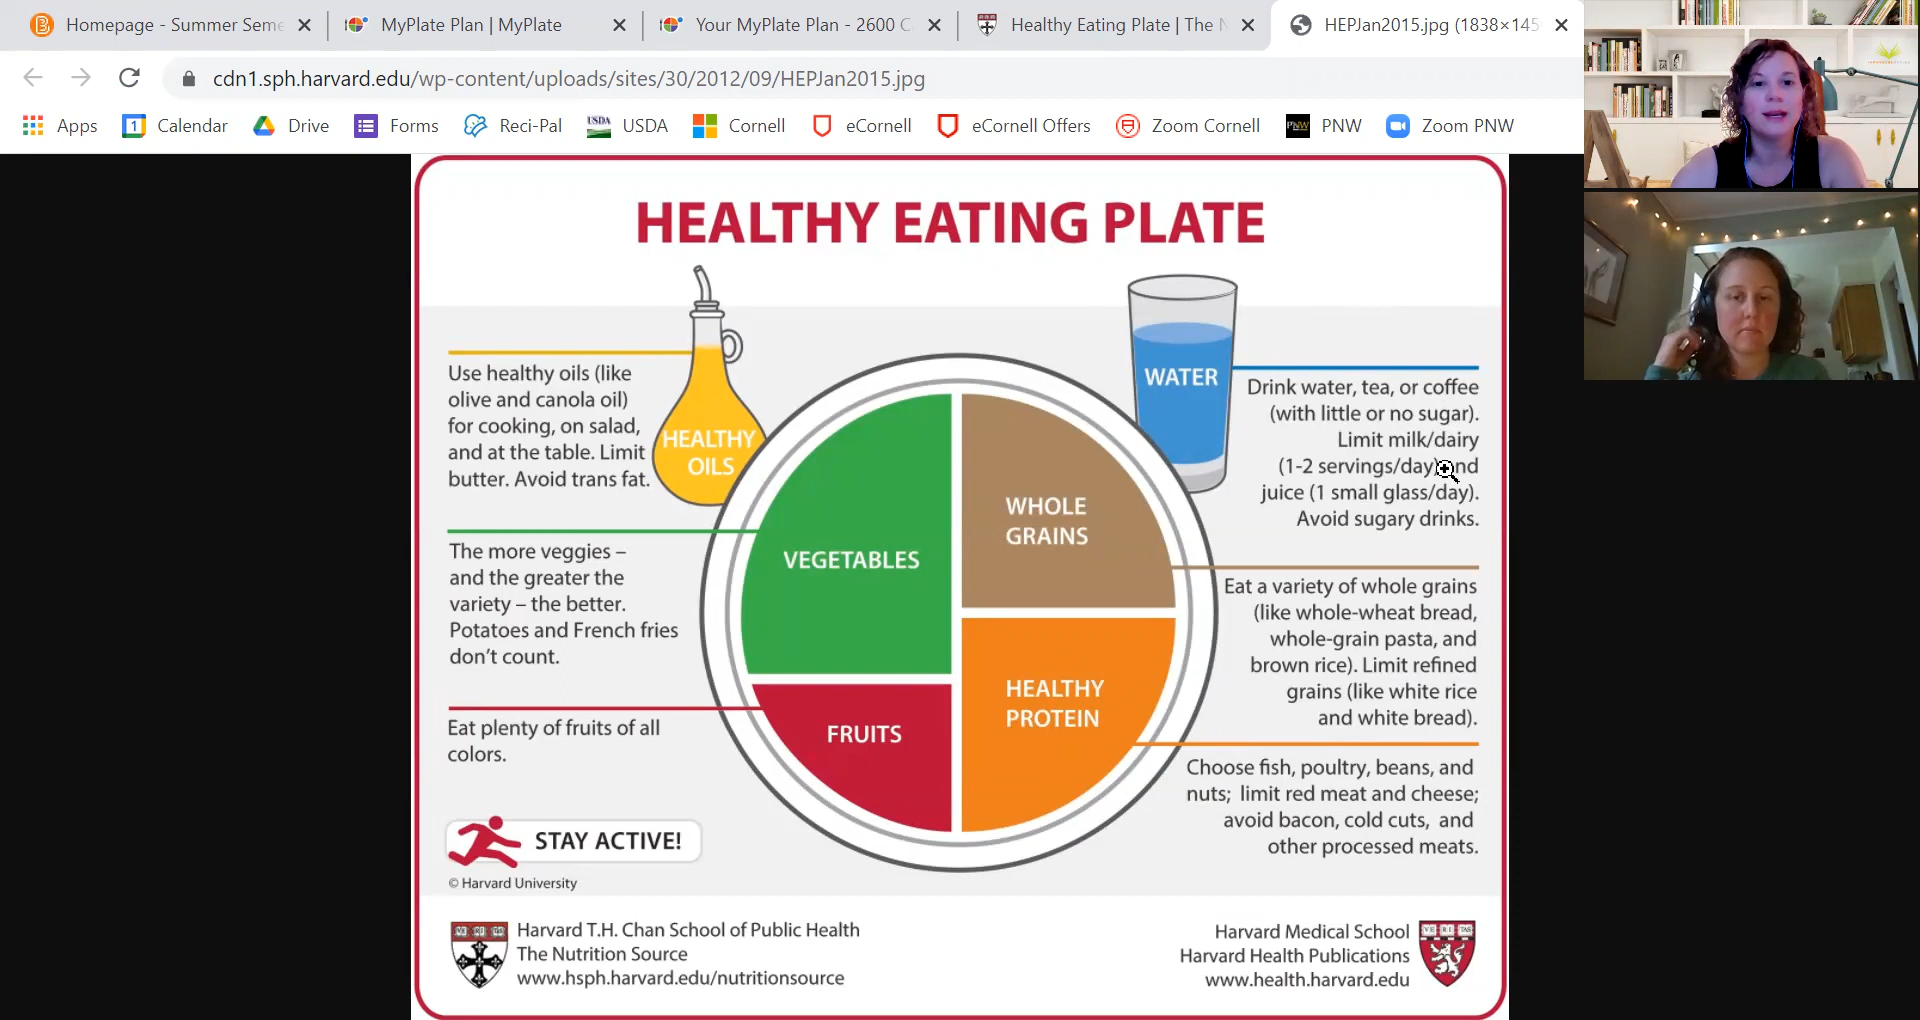 Homepage - Summer Seme
MyPlate Plan | MyPlate
Your MyPlate Plan - 2600 C
Healthy Eating Plate | The N
HEPJan2015.jpg (1838×145
cdn1.sph.harvard.edu/wp-content/uploads/sites/30/2012/09/HEPJan2015.jpg
Apps
Calendar
Drive
Forms
Reci-Pal
USDA
USDA
Cornell
eCornell
eCornell Offers
Zoom Cornell
PNW
PNW
Zoom PNW
HEALTHY EATING PLATE
Use healthy oils (like
olive and canola oil)
for cooking, on salad,
and at the table. Limit
butter. Avoid trans fat.
HEALTHY
OILS
The more veggies –
and the greater the
variety – the better.
Potatoes and French fries
don't count.
Eat plenty of fruits of all
colors.
VEGETABLES
FRUITS
WHOLE
GRAINS
HEALTHY
PROTEIN
WATER
Drink water, tea, or coffee
(with little or no sugar).
Limit milk/dairy
(1-2 servings/day) and
juice (1 small glass/day).
Avoid sugary drinks.
Eat a variety of whole grains
(like whole-wheat bread,
whole-grain pasta, and
brown rice). Limit refined
grains (like white rice
and white bread).
Choose fish, poultry, beans, and
nuts; limit red meat and cheese;
avoid bacon, cold cuts, and
other processed meats.
STAY ACTIVE!
© Harvard University
Harvard T.H. Chan School of Public Health
The Nutrition Source
www.hsph.harvard.edu/nutritionsource
Harvard Medical School
Harvard Health Publications
www.health.harvard.edu
VE RI TAS